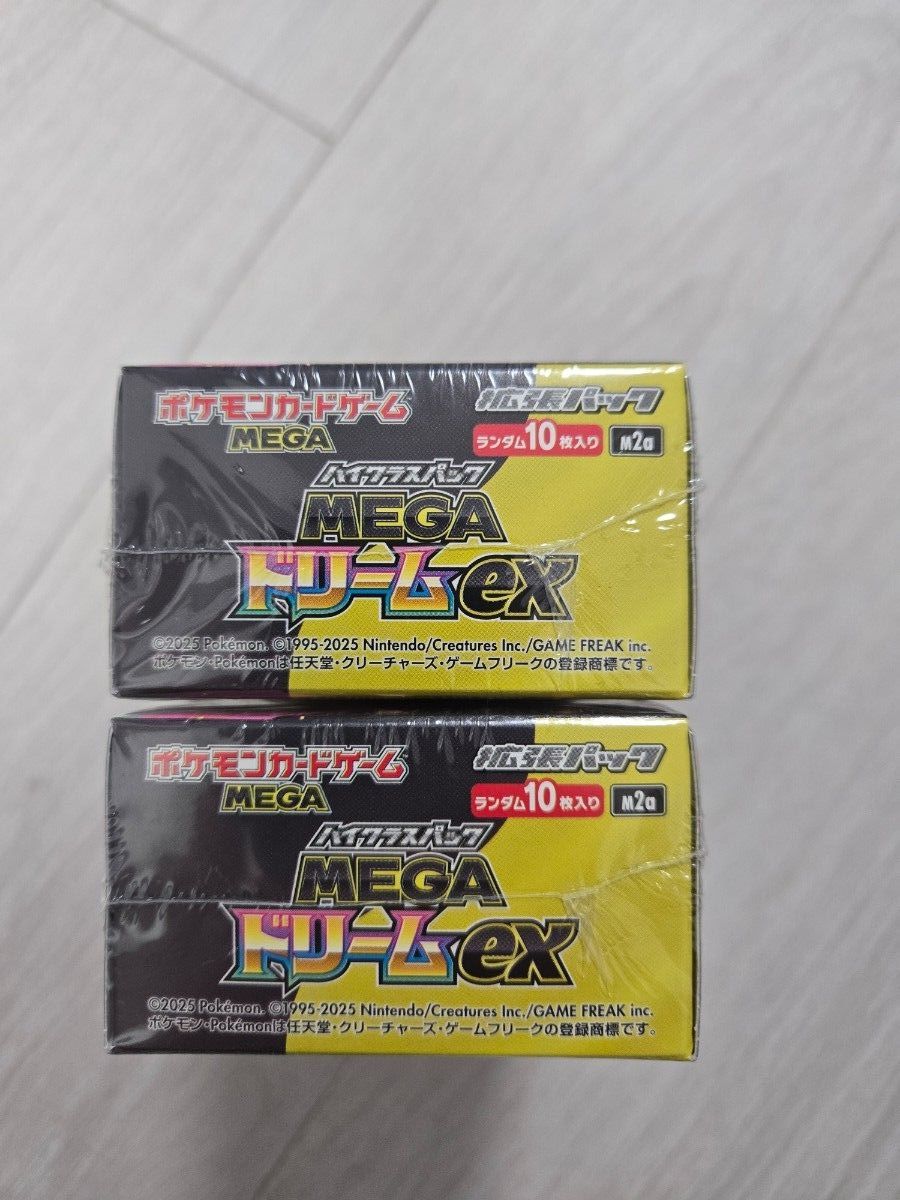 ポケモンカードゲーム
MEGA
拡張パック
ランダム10枚入り M2a
ハイクラスパック
MEGA
ドリームex
©2025 Pokémon. ©1995-2025 Nintendo/Creatures Inc./GAME FREAK inc.
ポケモン・Pokémonは任天堂・クリーチャーズ・ゲームフリークの登録商標です。
ポケモンカードゲーム
MEGA
拡張パック
ランダム10枚入り M2a
ハイクラスパック
MEGA
ドリームex
©2025 Pokémon. ©1995-2025 Nintendo/Creatures Inc./GAME FREAK inc.
ポケモン・Pokémonは任天堂・クリーチャーズ・ゲームフリークの登録商標です。